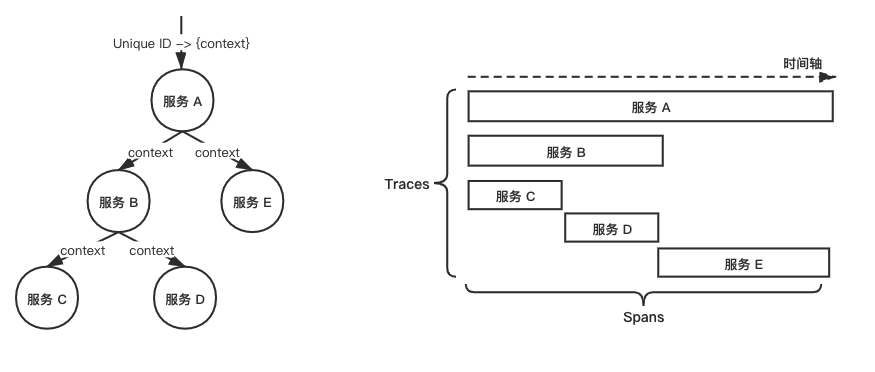 Unique ID -> {context}
服务 A
context
context
服务 B
服务 E
context
context
服务 C
服务 D
时间轴
服务 A
服务 B
Traces
服务 C
服务 D
服务 E
Spans